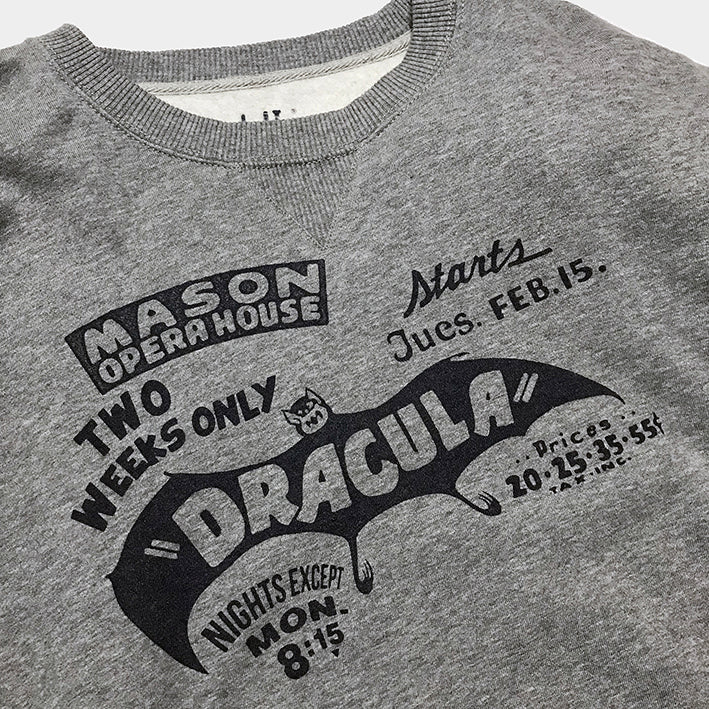 MASON
OPERA HOUSE
Starts
Tues. FEB. 15.
TWO
WEEKS ONLY
"DRACULA"
..Prices..
20·25·35·55¢
TAX·INC.
NIGHTS EXCEPT
MON.
8:15